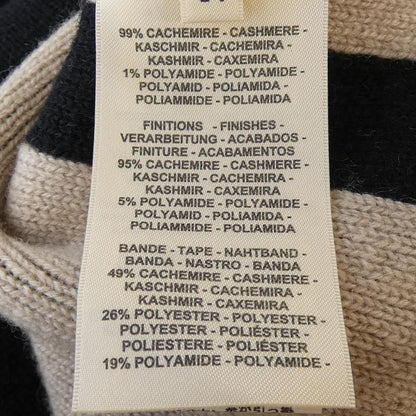 99% CACHEMIRE - CASHMERE -
KASCHMIR - CACHEMIRA -
KASHMIR - CAXEMIRA
1% POLYAMIDE - POLYAMIDE -
POLYAMID - POLIAMIDA -
POLIAMMIDE - POLIAMIDA
FINITIONS - FINISHES -
VERARBEITUNG - ACABADOS -
FINITURE - ACABAMENTOS
95% CACHEMIRE - CASHMERE -
KASCHMIR - CACHEMIRA -
KASHMIR - CAXEMIRA
5% POLYAMIDE - POLYAMIDE -
POLYAMID - POLIAMIDA -
POLIAMMIDE - POLIAMIDA
BANDE - TAPE - NAHTBAND -
BANDA - NASTRO - BANDA
49% CACHEMIRE - CASHMERE -
KASCHMIR - CACHEMIRA -
KASHMIR - CAXEMIRA
26% POLYESTER - POLYESTER -
POLYESTER - POLIÉSTER -
POLIESTERE - POLIÉSTER
19% POLYAMIDE - POLYAMIDE -